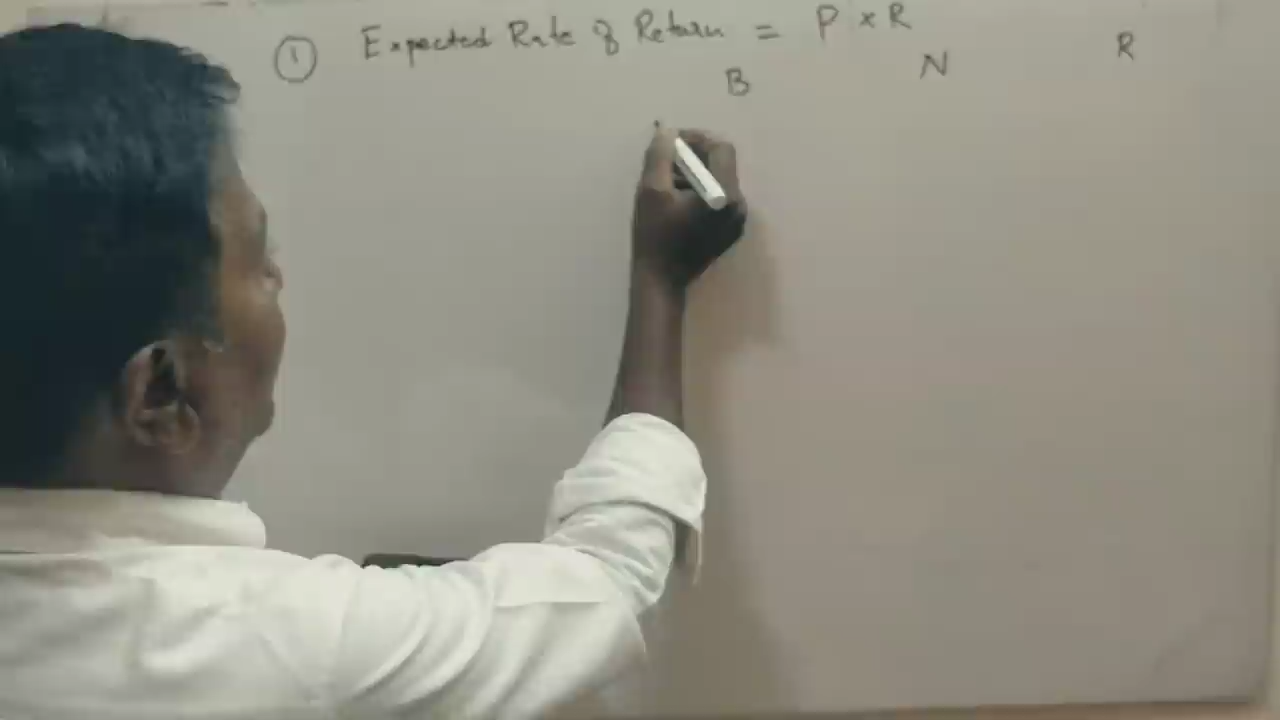 ① Expected Rate of Return = P × R
B N R